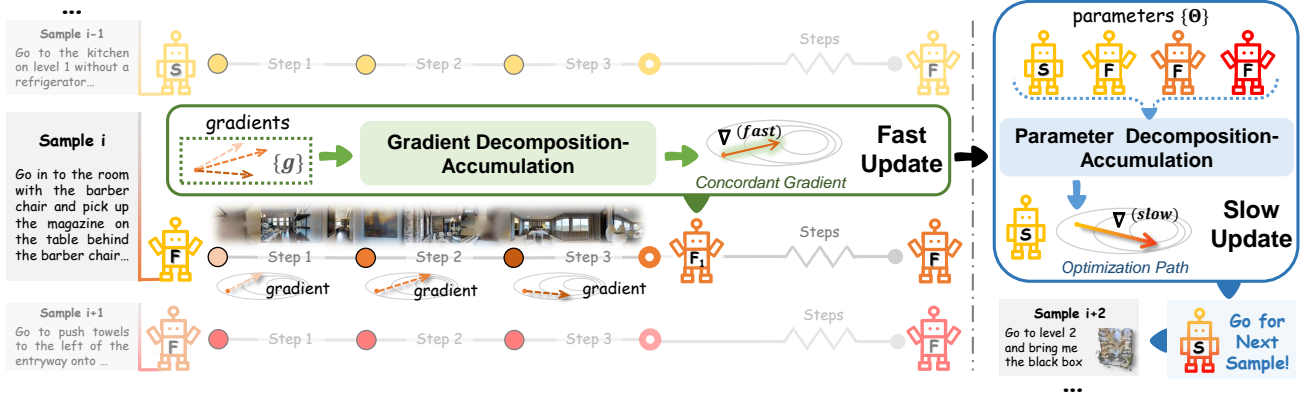 ...
Sample i-1
Go to the kitchen
on level 1 without a
refrigerator...
S
Step 1
Step 2
Step 3
Steps
F
Sample i
Go in to the room
with the barber
chair and pick up
the magazine on
the table behind
the barber chair...
gradients
{g}
Gradient Decomposition-
Accumulation
∇(fast)
Concordant Gradient
Fast
Update
F
Step 1
Step 2
Step 3
F1
Steps
F
gradient
gradient
gradient
Sample i+1
Go to push towels
to the left of the
entryway onto ...
F
Step 1
Step 2
Step 3
Steps
F
parameters {Θ}
S
F
F
F
Parameter Decomposition-
Accumulation
S
∇(slow)
Optimization Path
Slow
Update
Sample i+2
Go to level 2
and bring me
the black box
S
Go for
Next
Sample!
...